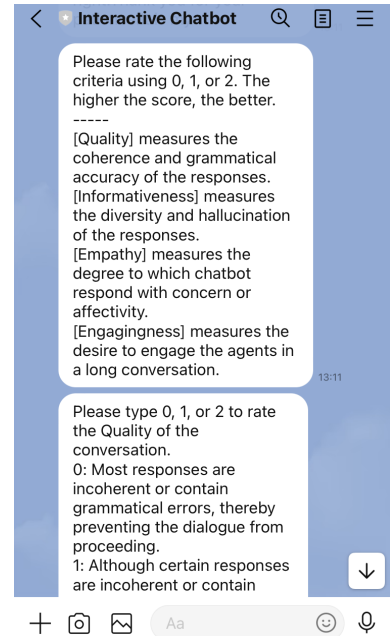 Interactive Chatbot
Please rate the following
criteria using 0, 1, or 2. The
higher the score, the better.
-----
[Quality] measures the
coherence and grammatical
accuracy of the responses.
[Informativeness] measures
the diversity and hallucination
of the responses.
[Empathy] measures the
degree to which chatbot
respond with concern or
affectivity.
[Engagingness] measures the
desire to engage the agents in
a long conversation.
13:11
Please type 0, 1, or 2 to rate
the Quality of the
conversation.
0: Most responses are
incoherent or contain
grammatical errors, thereby
preventing the dialogue from
proceeding.
1: Although certain responses
are incoherent or contain
Aa